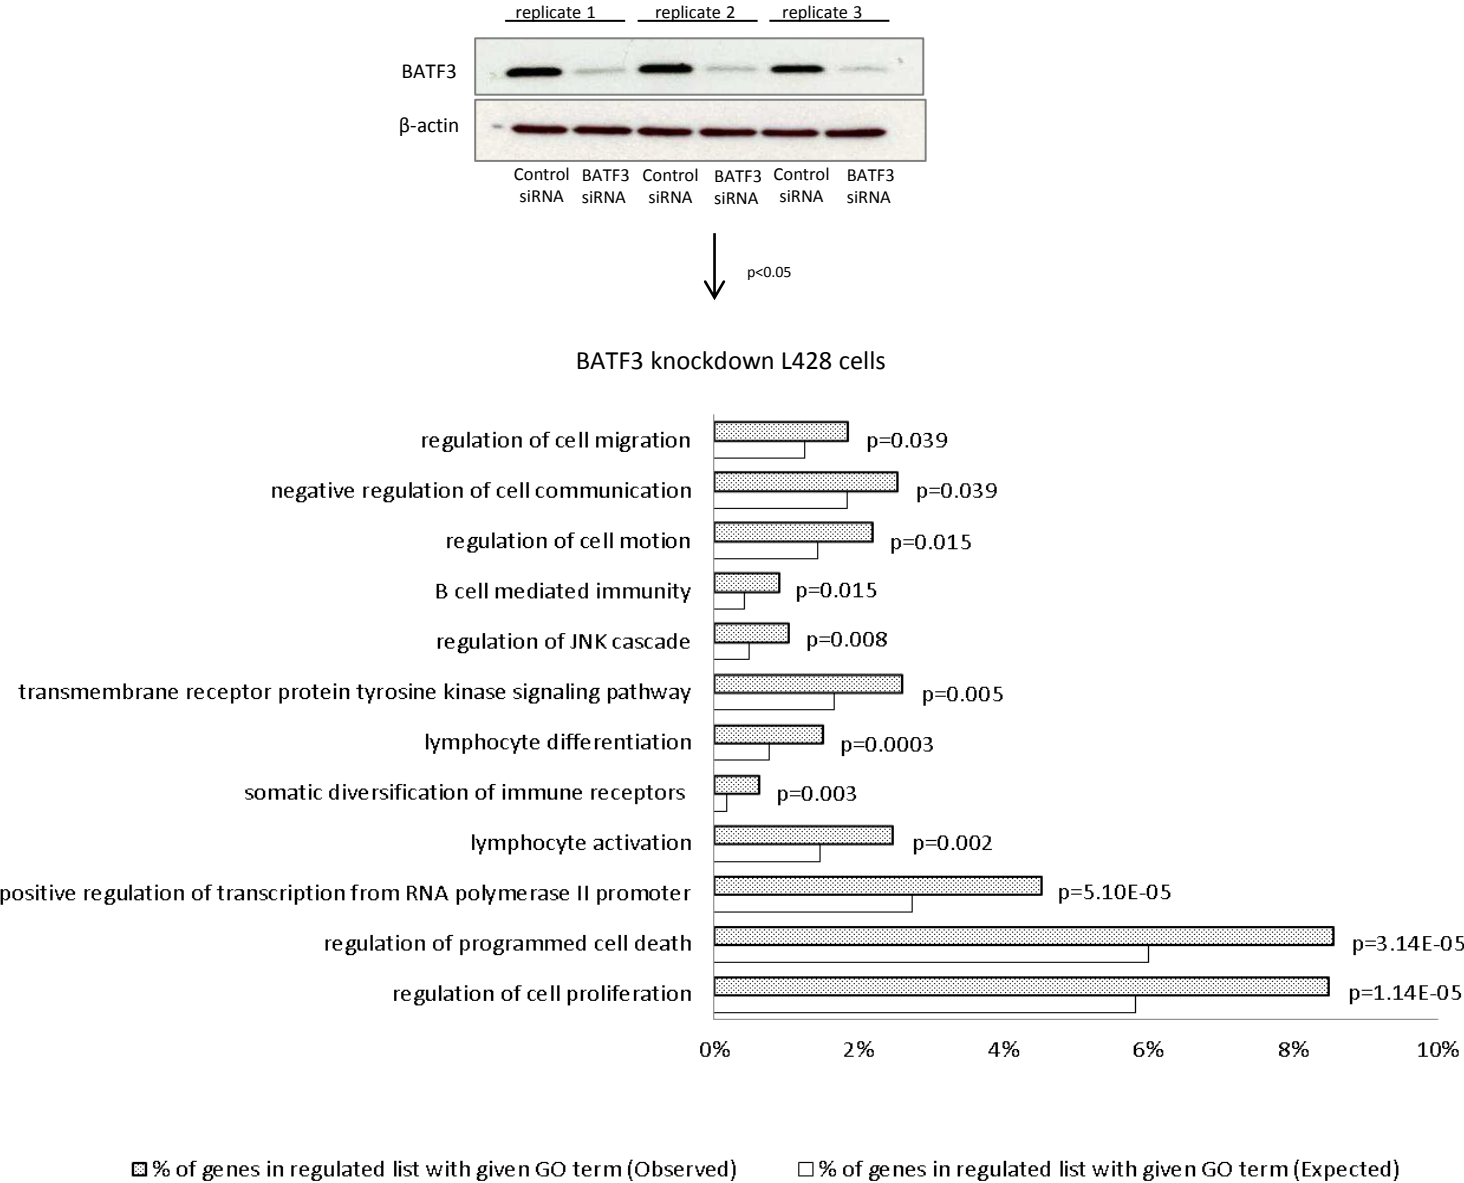 replicate 1 replicate 2 replicate 3
BATF3
β-actin
Control BATF3 Control BATF3 Control BATF3
siRNA siRNA siRNA siRNA siRNA siRNA
p<0.05
BATF3 knockdown L428 cells
regulation of cell migration p=0.039
negative regulation of cell communication p=0.039
regulation of cell motion p=0.015
B cell mediated immunity p=0.015
regulation of JNK cascade p=0.008
transmembrane receptor protein tyrosine kinase signaling pathway p=0.005
lymphocyte differentiation p=0.0003
somatic diversification of immune receptors p=0.003
lymphocyte activation p=0.002
positive regulation of transcription from RNA polymerase II promoter p=5.10E-05
regulation of programmed cell death p=3.14E-05
regulation of cell proliferation p=1.14E-05
0% 2% 4% 6% 8% 10%
% of genes in regulated list with given GO term (Observed) % of genes in regulated list with given GO term (Expected)